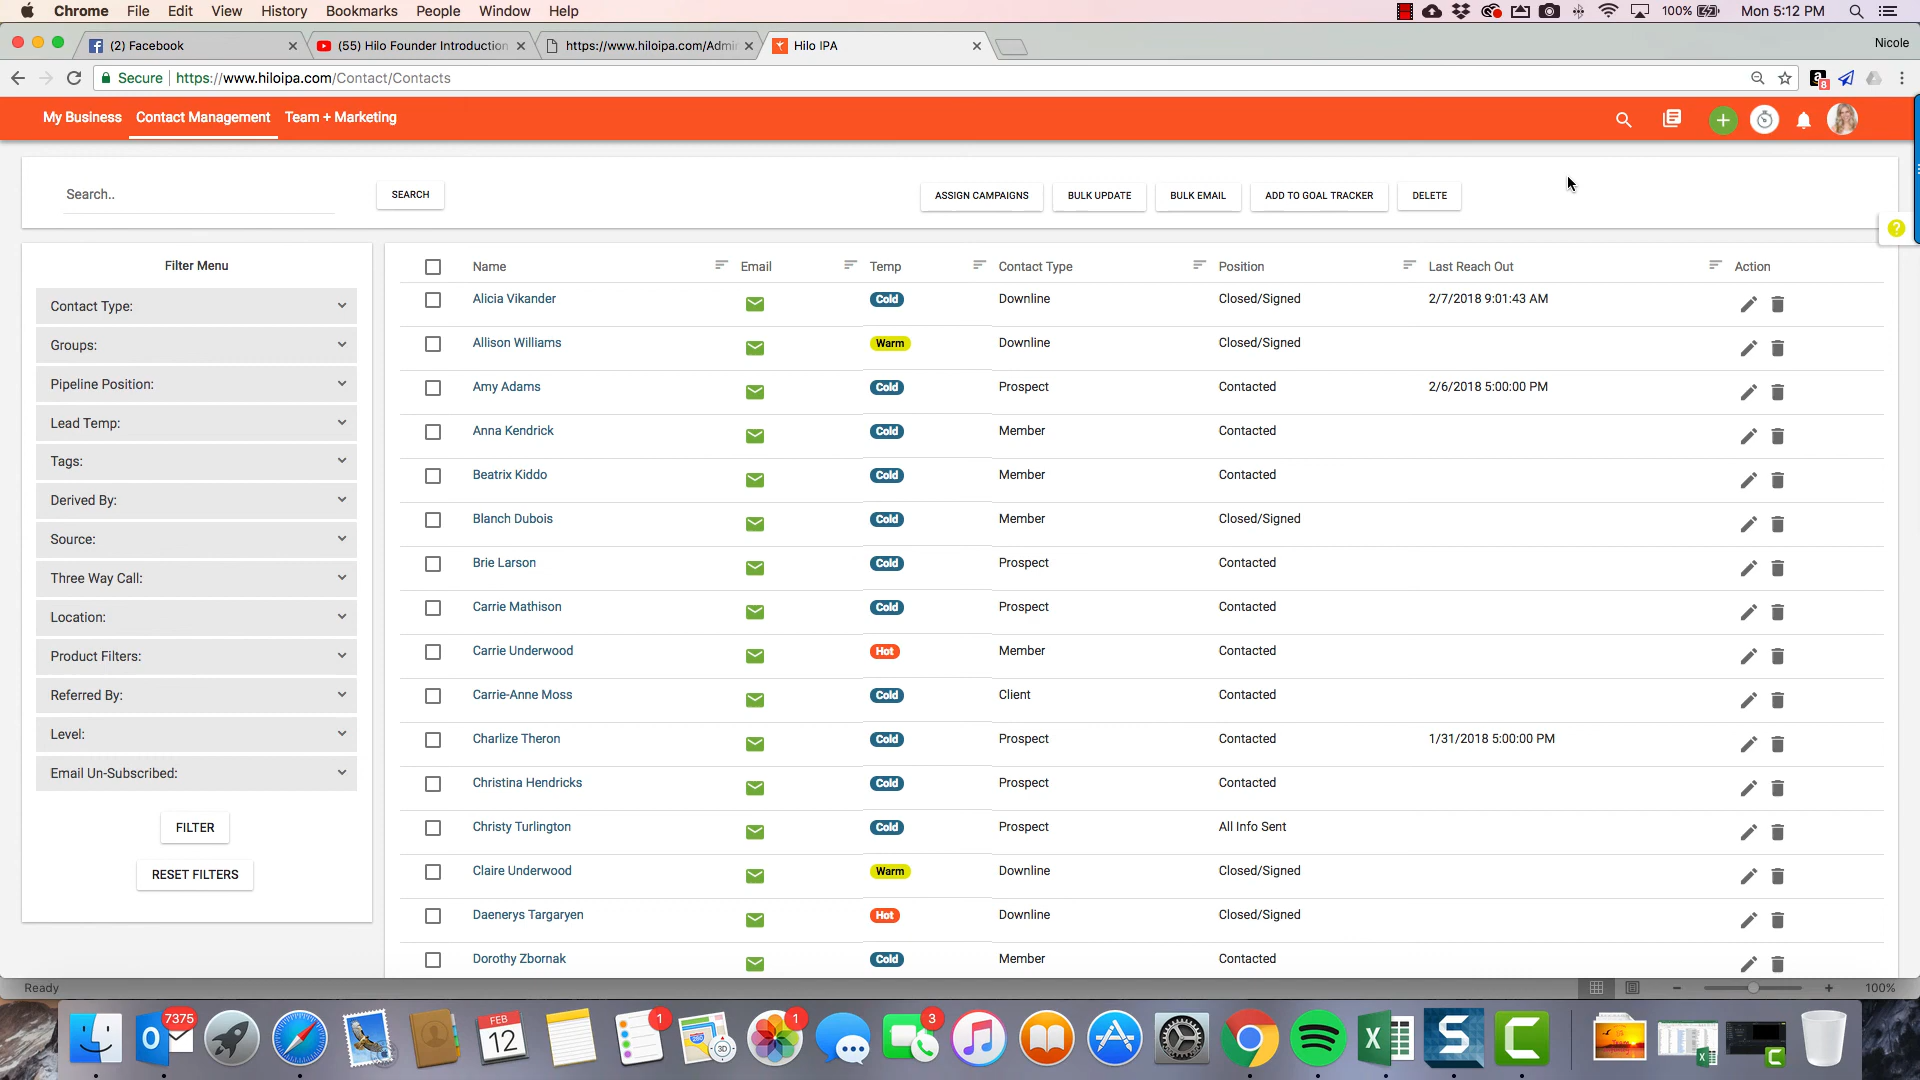 Chrome File Edit View History Bookmarks People Window Help 100% Mon 5:12 PM
(2) Facebook (55) Hilo Founder Introduction https://www.hiloipa.com/Admi Hilo IPA Nicole
Secure https://www.hiloipa.com/Contact/Contacts 8
My Business Contact Management Team + Marketing
Search.. SEARCH ASSIGN CAMPAIGNS BULK UPDATE BULK EMAIL ADD TO GOAL TRACKER DELETE
?
Filter Menu
Contact Type:
Groups:
Pipeline Position:
Lead Temp:
Tags:
Derived By:
Source:
Three Way Call:
Location:
Product Filters:
Referred By:
Level:
Email Un-Subscribed:
FILTER
RESET FILTERS
Name Email Temp Contact Type Position Last Reach Out Action
Alicia Vikander Cold Downline Closed/Signed 2/7/2018 9:01:43 AM
Allison Williams Warm Downline Closed/Signed
Amy Adams Cold Prospect Contacted 2/6/2018 5:00:00 PM
Anna Kendrick Cold Member Contacted
Beatrix Kiddo Cold Member Contacted
Blanch Dubois Cold Member Closed/Signed
Brie Larson Cold Prospect Contacted
Carrie Mathison Cold Prospect Contacted
Carrie Underwood Hot Member Contacted
Carrie-Anne Moss Cold Client Contacted
Charlize Theron Cold Prospect Contacted 1/31/2018 5:00:00 PM
Christina Hendricks Cold Prospect Contacted
Christy Turlington Cold Prospect All Info Sent
Claire Underwood Warm Downline Closed/Signed
Daenerys Targaryen Hot Downline Closed/Signed
Dorothy Zbornak Cold Member Contacted
Ready 100%
7375 FEB 12 1 3D 1 3